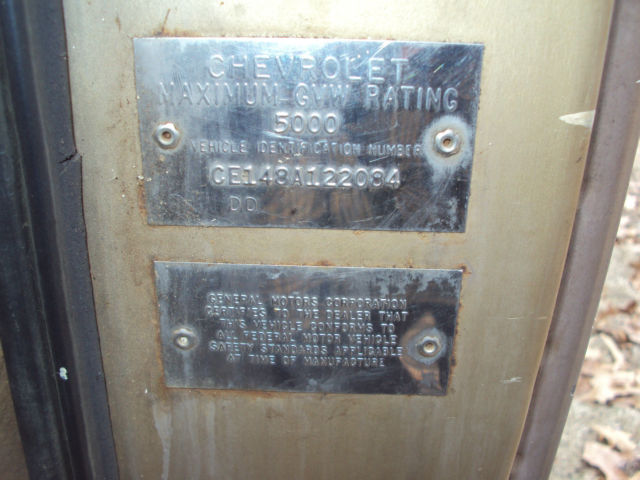 CHEVROLET
MAXIMUM GVW RATING
5000
VEHICLE IDENTIFICATION NUMBER
CE148A122084
DD
GENERAL MOTORS CORPORATION
CERTIFIES TO THE DEALER THAT
THIS VEHICLE CONFORMS TO
ALL FEDERAL MOTOR VEHICLE
SAFETY STANDARDS APPLICABLE
AT TIME OF MANUFACTURE